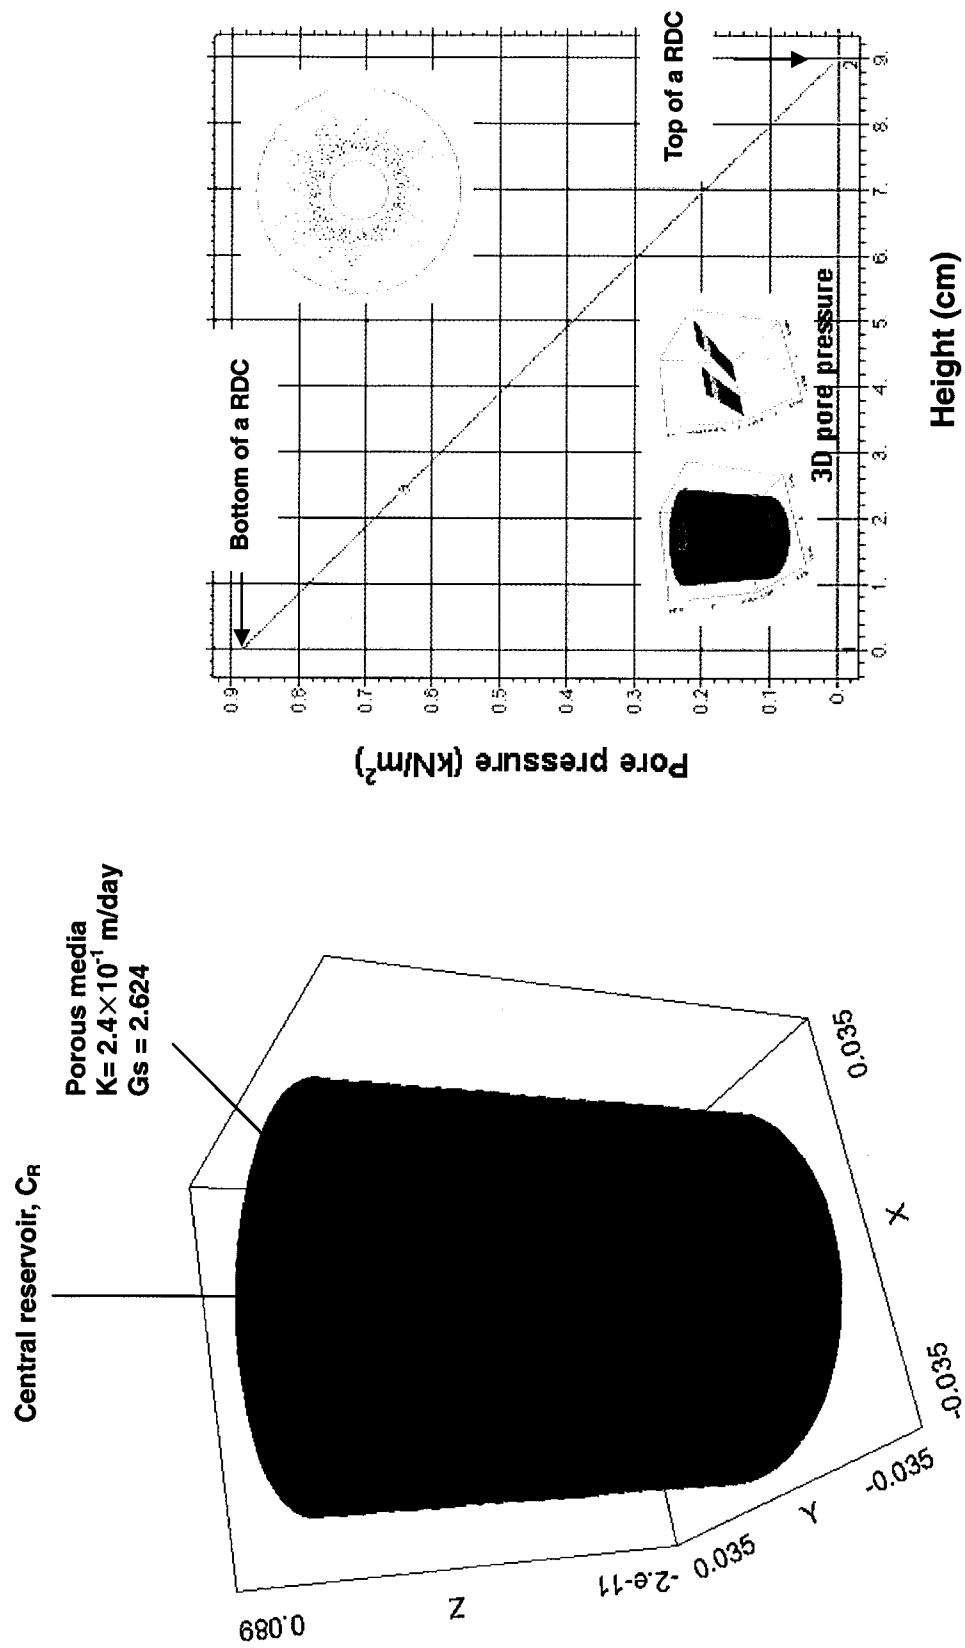 Central reservoir, C_R
Porous media
K= 2.4×10⁻¹ m/day
Gs = 2.624
0.089
Z
-2.e-11
0.035
Y
-0.035
-0.035
X
0.035
Pore pressure (kN/m²)
0.9
0.8
0.7
0.6
0.5
0.4
0.3
0.2
0.1
0.
Bottom of a RDC
Top of a RDC
3D pore pressure
1
2
0.
1.
2.
3.
4.
5.
6.
7.
8.
9.
Height (cm)